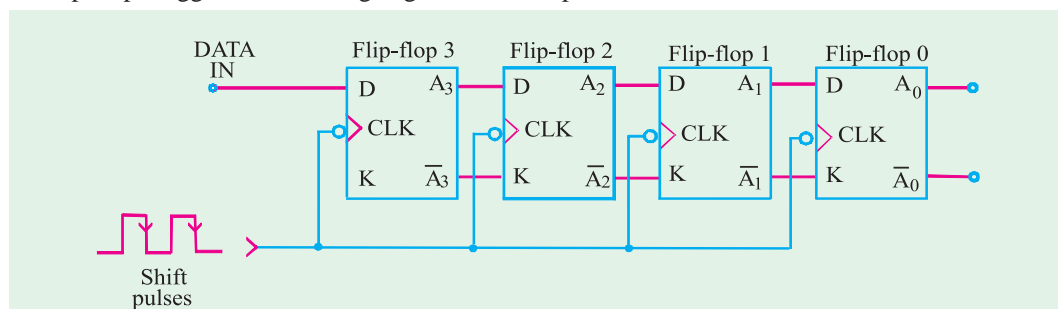 DATA IN
Flip-flop 3 Flip-flop 2 Flip-flop 1 Flip-flop 0
D A3 D A2 D A1 D A0
CLK CLK CLK CLK
K A̅3 K A̅2 K A̅1 K A̅0
Shift
pulses